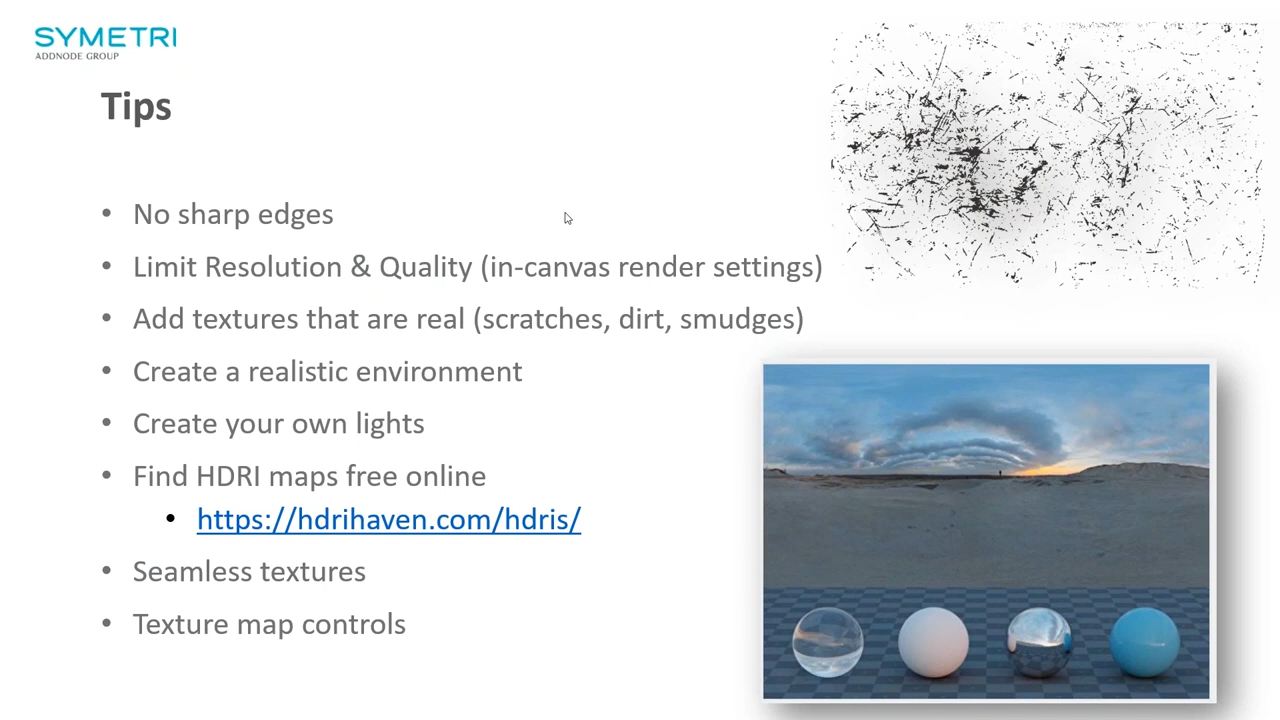 SYMETRI
ADDNODE GROUP
Tips
• No sharp edges
• Limit Resolution & Quality (in-canvas render settings)
• Add textures that are real (scratches, dirt, smudges)
• Create a realistic environment
• Create your own lights
• Find HDRI maps free online
• https://hdrihaven.com/hdris/
• Seamless textures
• Texture map controls